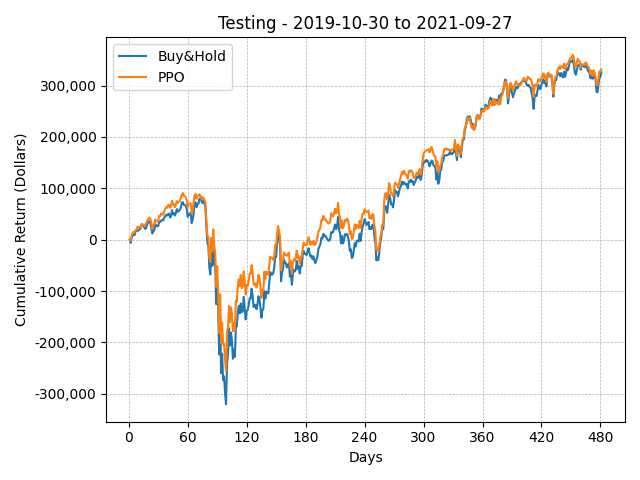 Testing - 2019-10-30 to 2021-09-27
Buy&Hold
PPO
Cumulative Return (Dollars)
300,000
200,000
100,000
0
-100,000
-200,000
-300,000
0 60 120 180 240 300 360 420 480
Days